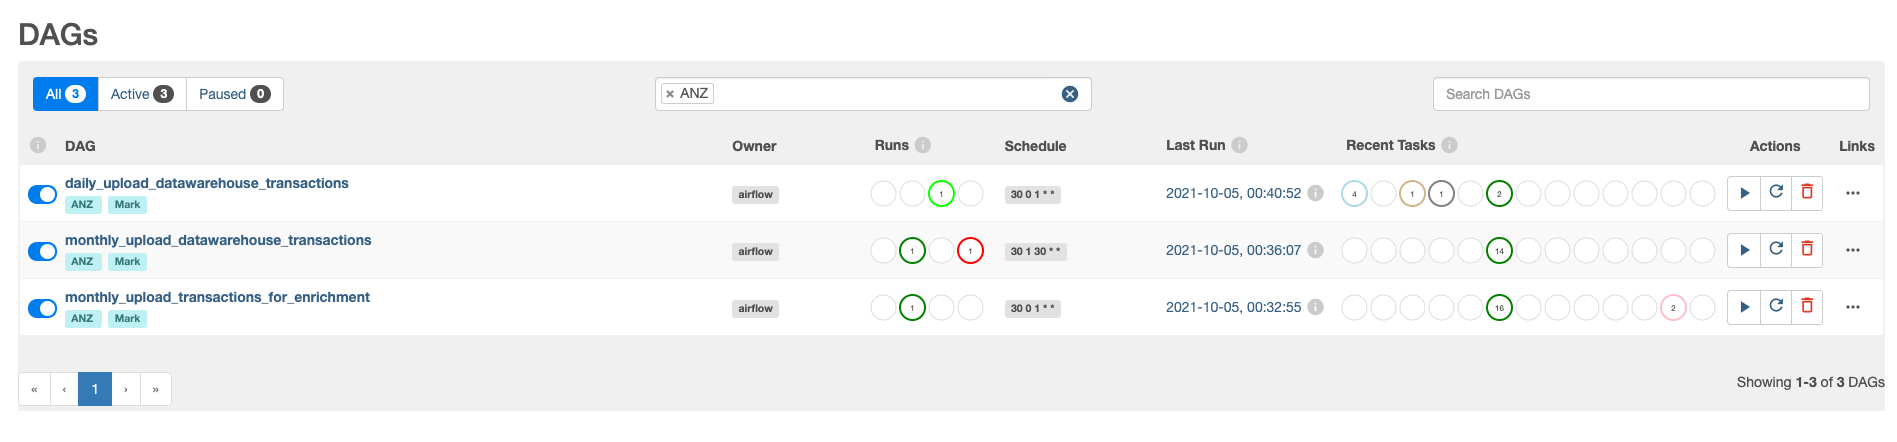 DAGs
All 3 Active 3 Paused 0
× ANZ
Search DAGs
DAG Owner Runs Schedule Last Run Recent Tasks Actions Links
daily_upload_datawarehouse_transactions
ANZ Mark
airflow 1 30 0 1 * * 2021-10-05, 00:40:52 4 1 1 2
monthly_upload_datawarehouse_transactions
ANZ Mark
airflow 1 1 30 1 30 * * 2021-10-05, 00:36:07 14
monthly_upload_transactions_for_enrichment
ANZ Mark
airflow 1 30 0 1 * * 2021-10-05, 00:32:55 16 2
« ‹ 1 › »
Showing 1-3 of 3 DAGs